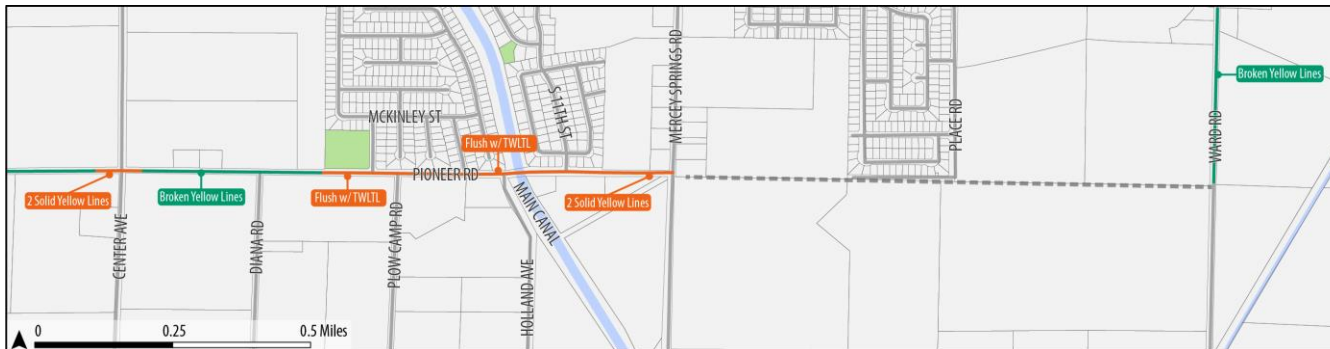 MERCEY SPRINGS RD
S 11TH ST
MCKINLEY ST
PLACE RD
WARD RD
Broken Yellow Lines
Flush w/ TWLTL
PIONEER RD
2 Solid Yellow Lines
Broken Yellow Lines
Flush w/ TWLTL
2 Solid Yellow Lines
CENTER AVE
DIANA RD
PLOW CAMP RD
HOLLAND AVE
MAIN CANAL
0 0.25 0.5 Miles